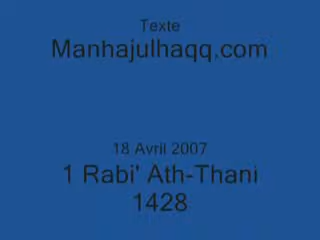 Texte
Manhajulhaqq.com
18 Avril 2007
1 Rabi' Ath-Thani
1428